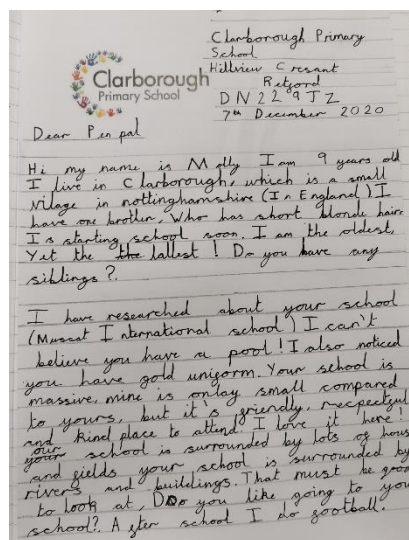 Clarborough
Primary School
Clarborough Primary
School
Hillview Cresant
Retford
DN22 9JZ
7th December 2020
Dear Pen pal
Hi my name is Molly I am 9 years old
I live in Clarborough, which is a small
vilage in nottinghamshire (In England) I
have one brother, Who has short blonde hair.
Is starting school soon. I am the oldest,
Yet the tallest! Do you have any
siblings?.
I have researched about your school
(Muscat International school) I can't
believe you have a pool! I also noticed
you have gold uniform. Your school is
massive, mine is onlay small compared
to yours, but it's friendly, recpectful
and kind place to attend. I love it here!
our school is surrounded by lots of hous
and fields your school is surrounded by
rivers and buildings. That must be good
to look at, Do you like going to you
school? After school I do football.